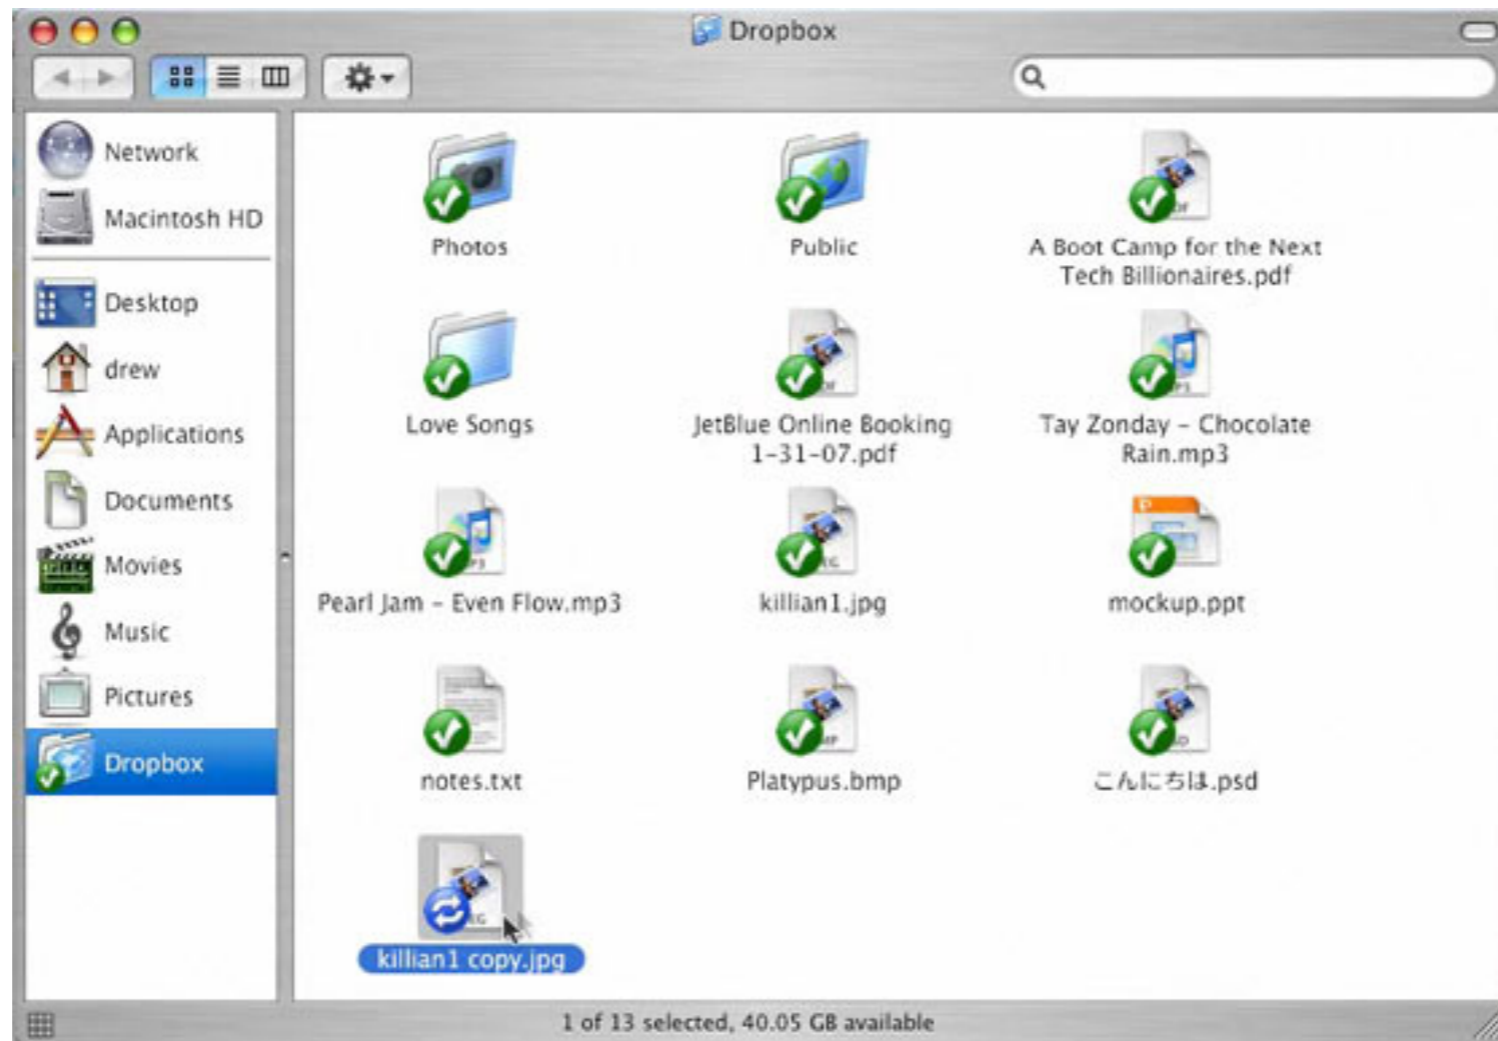 Dropbox
Network
Macintosh HD
Desktop
drew
Applications
Documents
Movies
Music
Pictures
Dropbox
Photos
Public
A Boot Camp for the Next
Tech Billionaires.pdf
Love Songs
JetBlue Online Booking
1-31-07.pdf
Tay Zonday – Chocolate
Rain.mp3
Pearl Jam – Even Flow.mp3
killian1.jpg
mockup.ppt
notes.txt
Platypus.bmp
こんにちは.psd
killian1 copy.jpg
1 of 13 selected, 40.05 GB available